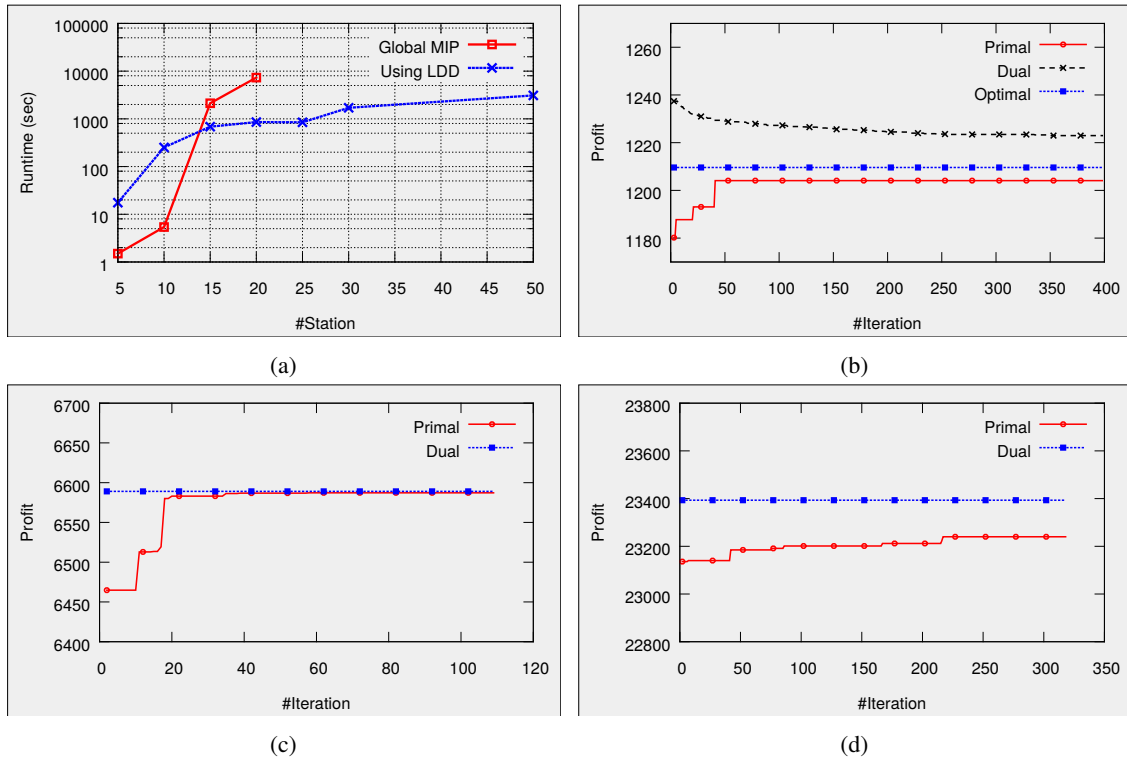 100000
10000
1000
100
10
1
Runtime (sec)
Global MIP
Using LDD
5 10 15 20 25 30 35 40 45 50
#Station
(a)
1260
1240
1220
1200
1180
Profit
Primal
Dual
Optimal
0 50 100 150 200 250 300 350 400
#Iteration
(b)
6700
6650
6600
6550
6500
6450
6400
Profit
Primal
Dual
0 20 40 60 80 100 120
#Iteration
(c)
23800
23600
23400
23200
23000
22800
Profit
Primal
Dual
0 50 100 150 200 250 300 350
#Iteration
(d)